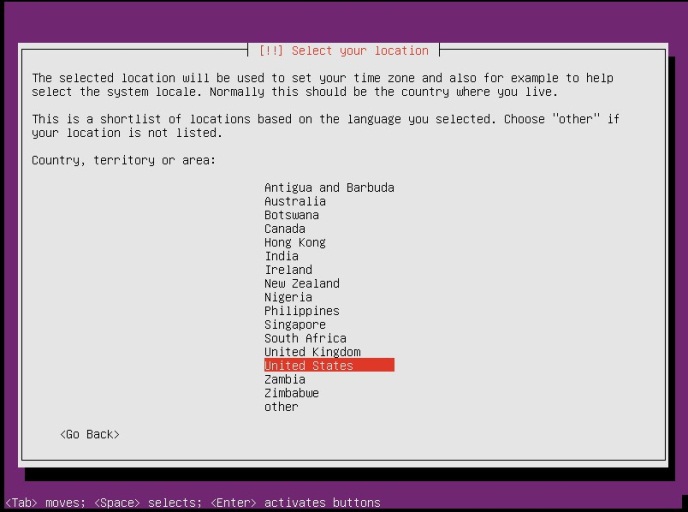 [!!] Select your location
The selected location will be used to set your time zone and also for example to help
select the system locale. Normally this should be the country where you live.
This is a shortlist of locations based on the language you selected. Choose "other" if
your location is not listed.
Country, territory or area:
Antigua and Barbuda
Australia
Botswana
Canada
Hong Kong
India
Ireland
New Zealand
Nigeria
Philippines
Singapore
South Africa
United Kingdom
United States
Zambia
Zimbabwe
other
<Go Back>
<Tab> moves; <Space> selects; <Enter> activates buttons